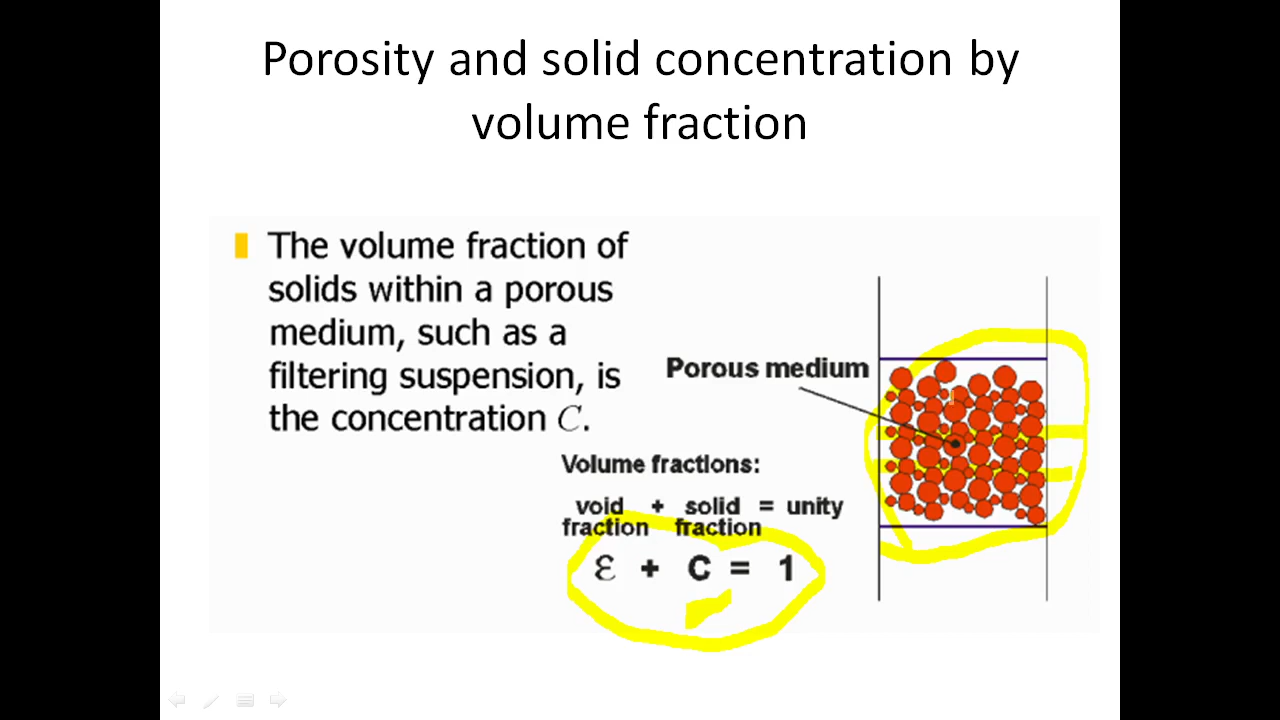 Porosity and solid concentration by
volume fraction
The volume fraction of
solids within a porous
medium, such as a
filtering suspension, is
the concentration C.
Porous medium
Volume fractions:
void + solid = unity
fraction fraction
ε + C = 1